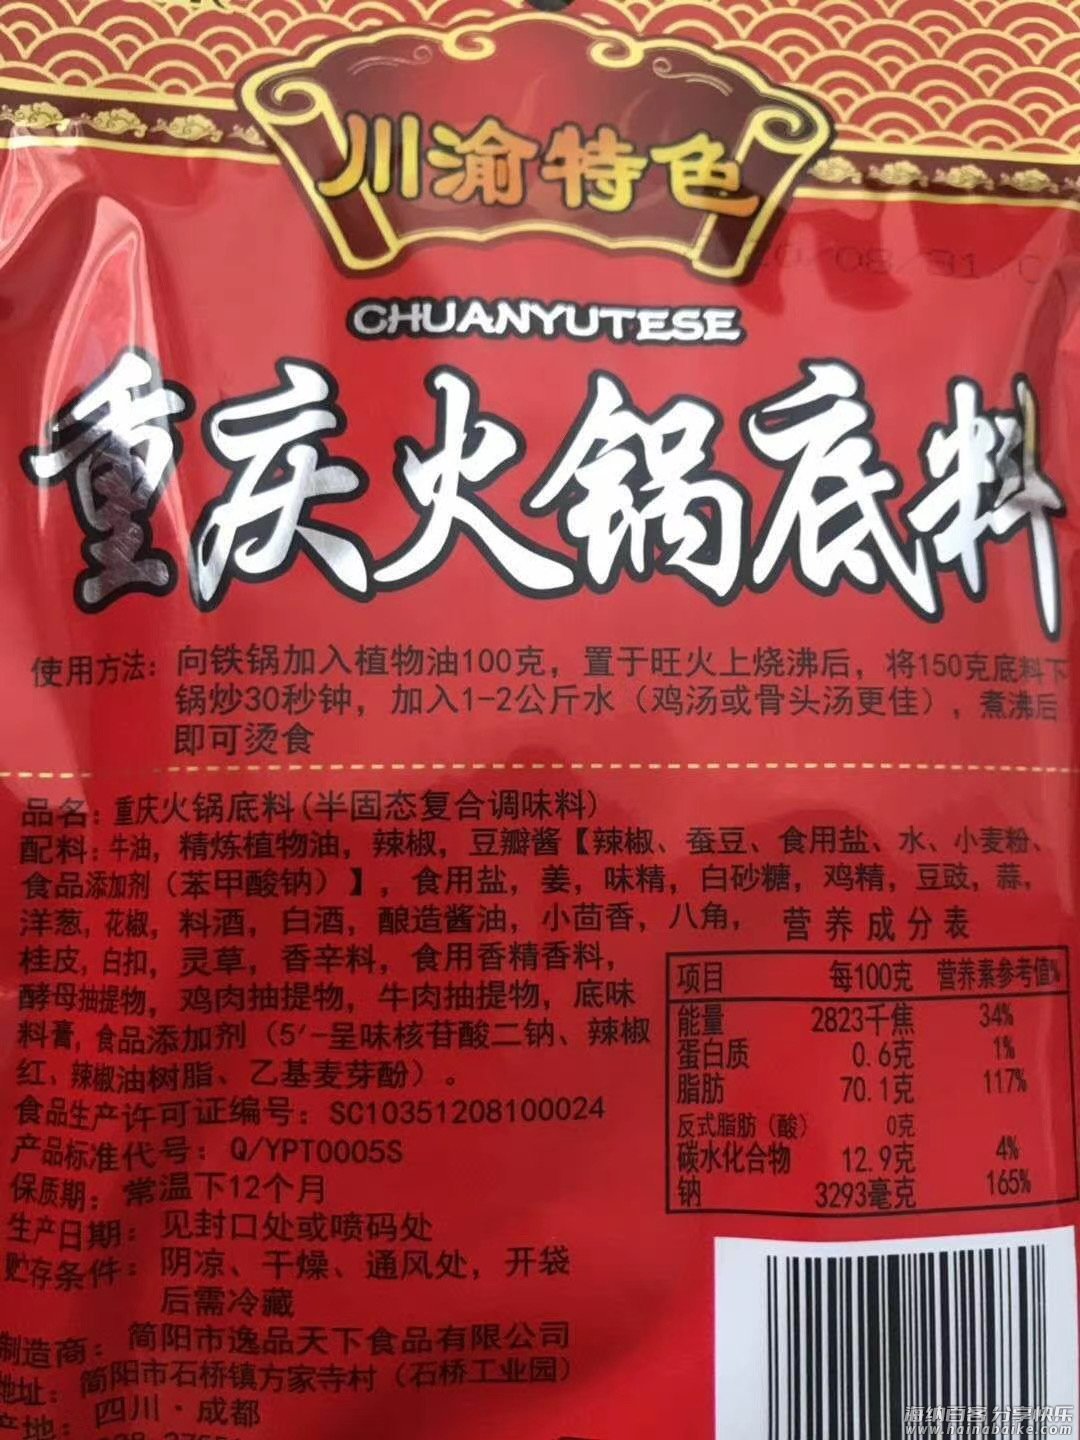 川渝特色
CHUANYUTESE
重庆火锅底料
使用方法：向铁锅加入植物油100克，置于旺火上烧沸后，将150克底料下
锅炒30秒钟，加入1-2公斤水（鸡汤或骨头汤更佳），煮沸后
即可烫食
品名：重庆火锅底料(半固态复合调味料)
配料：牛油，精炼植物油，辣椒，豆瓣酱【辣椒、蚕豆、食用盐、水、小麦粉、
食品添加剂（苯甲酸钠）】，食用盐，姜，味精，白砂糖，鸡精，豆豉，蒜，
洋葱，花椒，料酒，白酒，酿造酱油，小茴香，八角，
桂皮，白扣，灵草，香辛料，食用香精香料，
酵母抽提物，鸡肉抽提物，牛肉抽提物，底味
料膏，食品添加剂（5′-呈味核苷酸二钠、辣椒
红、辣椒油树脂、乙基麦芽酚）。
食品生产许可证编号：SC10351208100024
产品标准代号：Q/YPT0005S
保质期：常温下12个月
生产日期：见封口处或喷码处
贮存条件：阴凉、干燥、通风处，开袋
后需冷藏
制造商：简阳市逸品天下食品有限公司
地址：简阳市石桥镇方家寺村（石桥工业园）
产地：四川·成都
营养成分表
项目 每100克 营养素参考值%
能量 2823千焦 34%
蛋白质 0.6克 1%
脂肪 70.1克 117%
反式脂肪（酸） 0克
碳水化合物 12.9克 4%
钠 3293毫克 165%
海纳百客 分享快乐
www.hainabaike.com